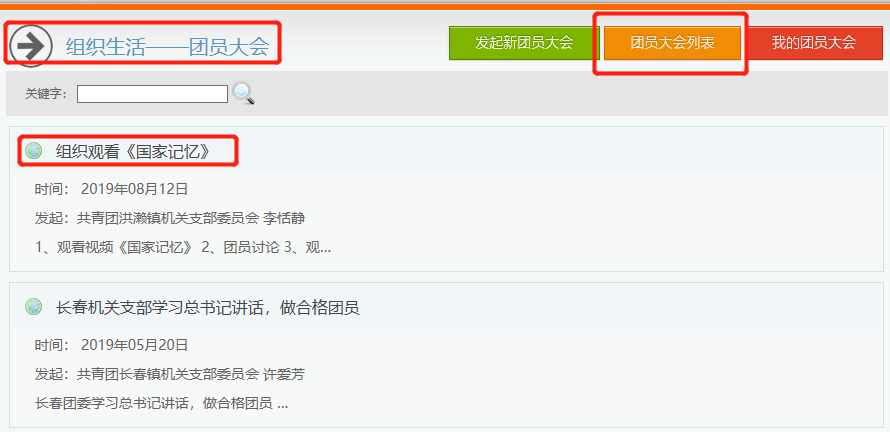 组织生活——团员大会
发起新团员大会
团员大会列表
我的团员大会
关键字：
组织观看《国家记忆》
时间： 2019年08月12日
发起：共青团洪濑镇机关支部委员会 李恬静
1、观看视频《国家记忆》 2、团员讨论 3、观...
长春机关支部学习总书记讲话，做合格团员
时间： 2019年05月20日
发起：共青团长春镇机关支部委员会 许爱芳
长春团委学习总书记讲话，做合格团员 ...